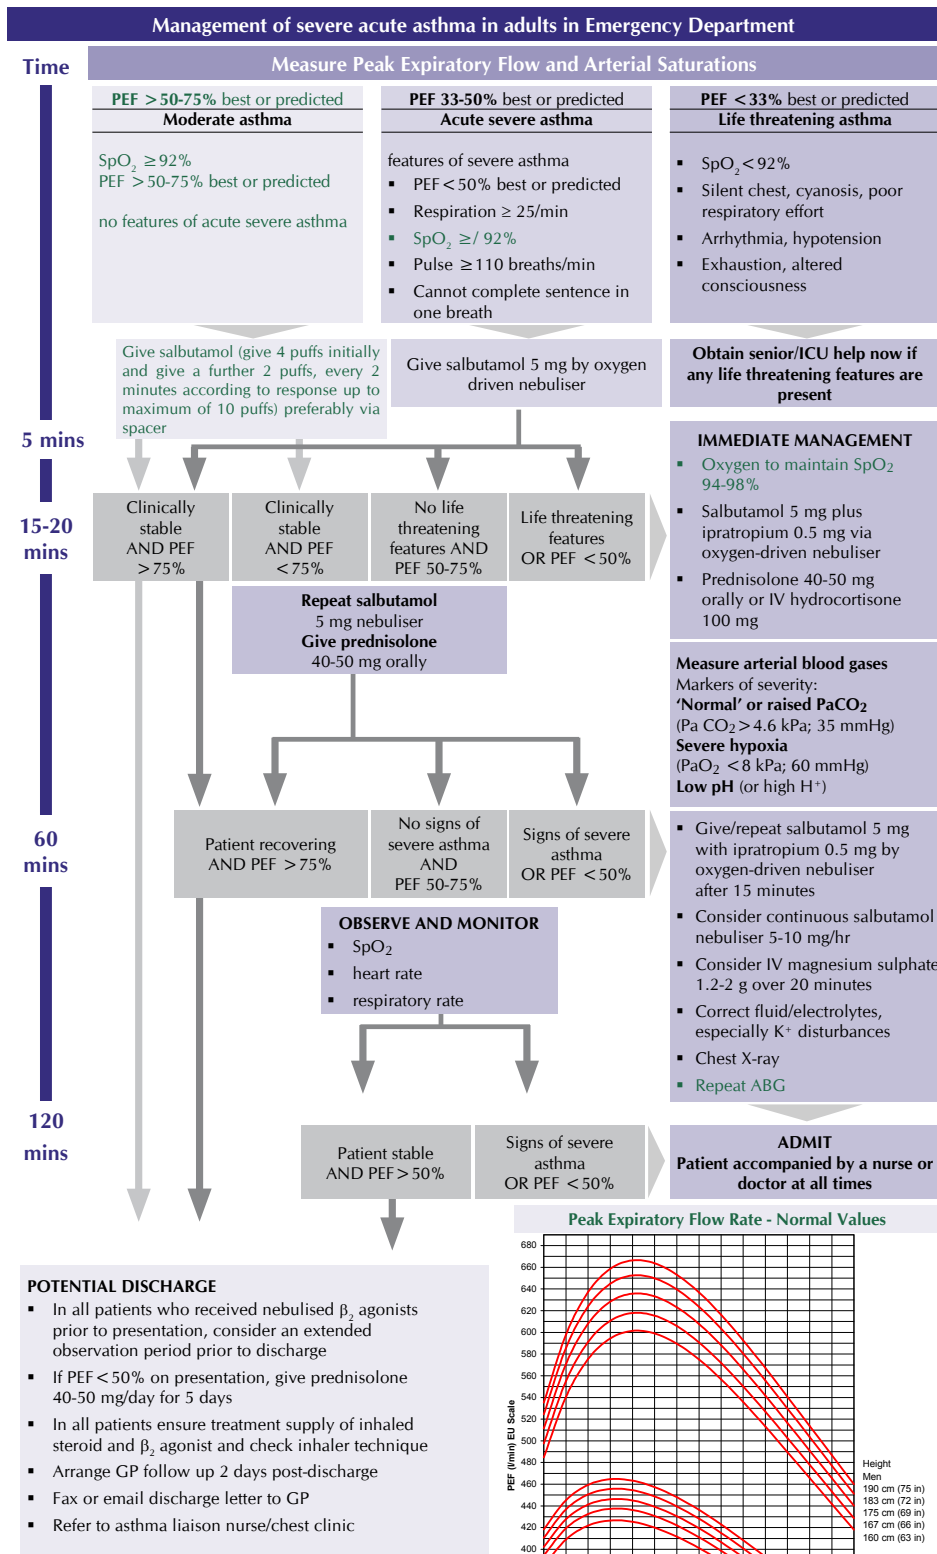 Management of severe acute asthma in adults in Emergency Department
Time
Measure Peak Expiratory Flow and Arterial Saturations
PEF >50-75% best or predicted
Moderate asthma
SpO2 ≥92%
PEF >50-75% best or predicted
no features of acute severe asthma
PEF 33-50% best or predicted
Acute severe asthma
features of severe asthma
▪ PEF<50% best or predicted
▪ Respiration ≥ 25/min
▪ SpO2 ≥/ 92%
▪ Pulse ≥110 breaths/min
▪ Cannot complete sentence in
one breath
PEF <33% best or predicted
Life threatening asthma
▪ SpO2<92%
▪ Silent chest, cyanosis, poor
respiratory effort
▪ Arrhythmia, hypotension
▪ Exhaustion, altered
consciousness
Give salbutamol (give 4 puffs initially
and give a further 2 puffs, every 2
minutes according to response up to
maximum of 10 puffs) preferably via
spacer
Give salbutamol 5 mg by oxygen
driven nebuliser
Obtain senior/ICU help now if
any life threatening features are
present
5 mins
IMMEDIATE MANAGEMENT
▪ Oxygen to maintain SpO2
94-98%
▪ Salbutamol 5 mg plus
ipratropium 0.5 mg via
oxygen-driven nebuliser
▪ Prednisolone 40-50 mg
orally or IV hydrocortisone
100 mg
15-20
mins
Clinically
stable
AND PEF
>75%
Clinically
stable
AND PEF
<75%
No life
threatening
features AND
PEF 50-75%
Life threatening
features
OR PEF <50%
Repeat salbutamol
5 mg nebuliser
Give prednisolone
40-50 mg orally
Measure arterial blood gases
Markers of severity:
‘Normal’ or raised PaCO2
(Pa CO2>4.6 kPa; 35 mmHg)
Severe hypoxia
(PaO2 <8 kPa; 60 mmHg)
Low pH (or high H+)
60
mins
Patient recovering
AND PEF >75%
No signs of
severe asthma
AND
PEF 50-75%
Signs of severe
asthma
OR PEF <50%
▪ Give/repeat salbutamol 5 mg
with ipratropium 0.5 mg by
oxygen-driven nebuliser
after 15 minutes
▪ Consider continuous salbutamol
nebuliser 5-10 mg/hr
▪ Consider IV magnesium sulphate
1.2-2 g over 20 minutes
▪ Correct fluid/electrolytes,
especially K+ disturbances
▪ Chest X-ray
▪ Repeat ABG
OBSERVE AND MONITOR
▪ SpO2
▪ heart rate
▪ respiratory rate
120
mins
Patient stable
AND PEF>50%
Signs of severe
asthma
OR PEF <50%
ADMIT
Patient accompanied by a nurse or
doctor at all times
POTENTIAL DISCHARGE
▪ In all patients who received nebulised β2 agonists
prior to presentation, consider an extended
observation period prior to discharge
▪ If PEF<50% on presentation, give prednisolone
40-50 mg/day for 5 days
▪ In all patients ensure treatment supply of inhaled
steroid and β2 agonist and check inhaler technique
▪ Arrange GP follow up 2 days post-discharge
▪ Fax or email discharge letter to GP
▪ Refer to asthma liaison nurse/chest clinic
Peak Expiratory Flow Rate - Normal Values
680
660
640
620
600
580
560
540
520
500
480
460
440
420
400
PEF (l/min) EU Scale
Height
Men
190 cm (75 in)
183 cm (72 in)
175 cm (69 in)
167 cm (66 in)
160 cm (63 in)